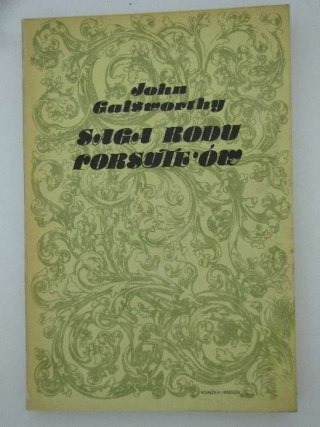 John
Galsworthy
SAGA RODU
FORSYTE'ÓW
KSIĄŻKA I WIEDZA